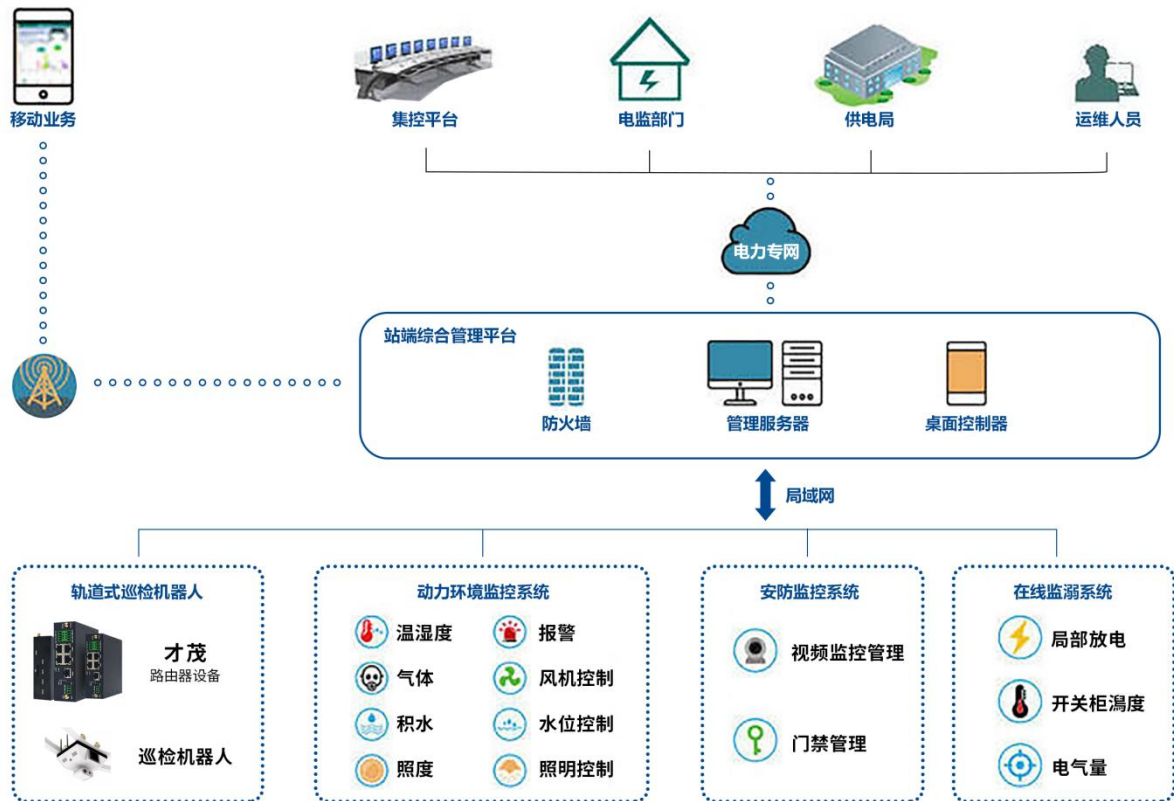 移动业务
集控平台
电监部门
供电局
运维人员
电力专网
站端综合管理平台
防火墙
管理服务器
桌面控制器
局域网
轨道式巡检机器人
才茂
路由器设备
巡检机器人
动力环境监控系统
温湿度
报警
气体
风机控制
积水
水位控制
照度
照明控制
安防监控系统
视频监控管理
门禁管理
在线监弱系统
局部放电
开关柜潟度
电气量